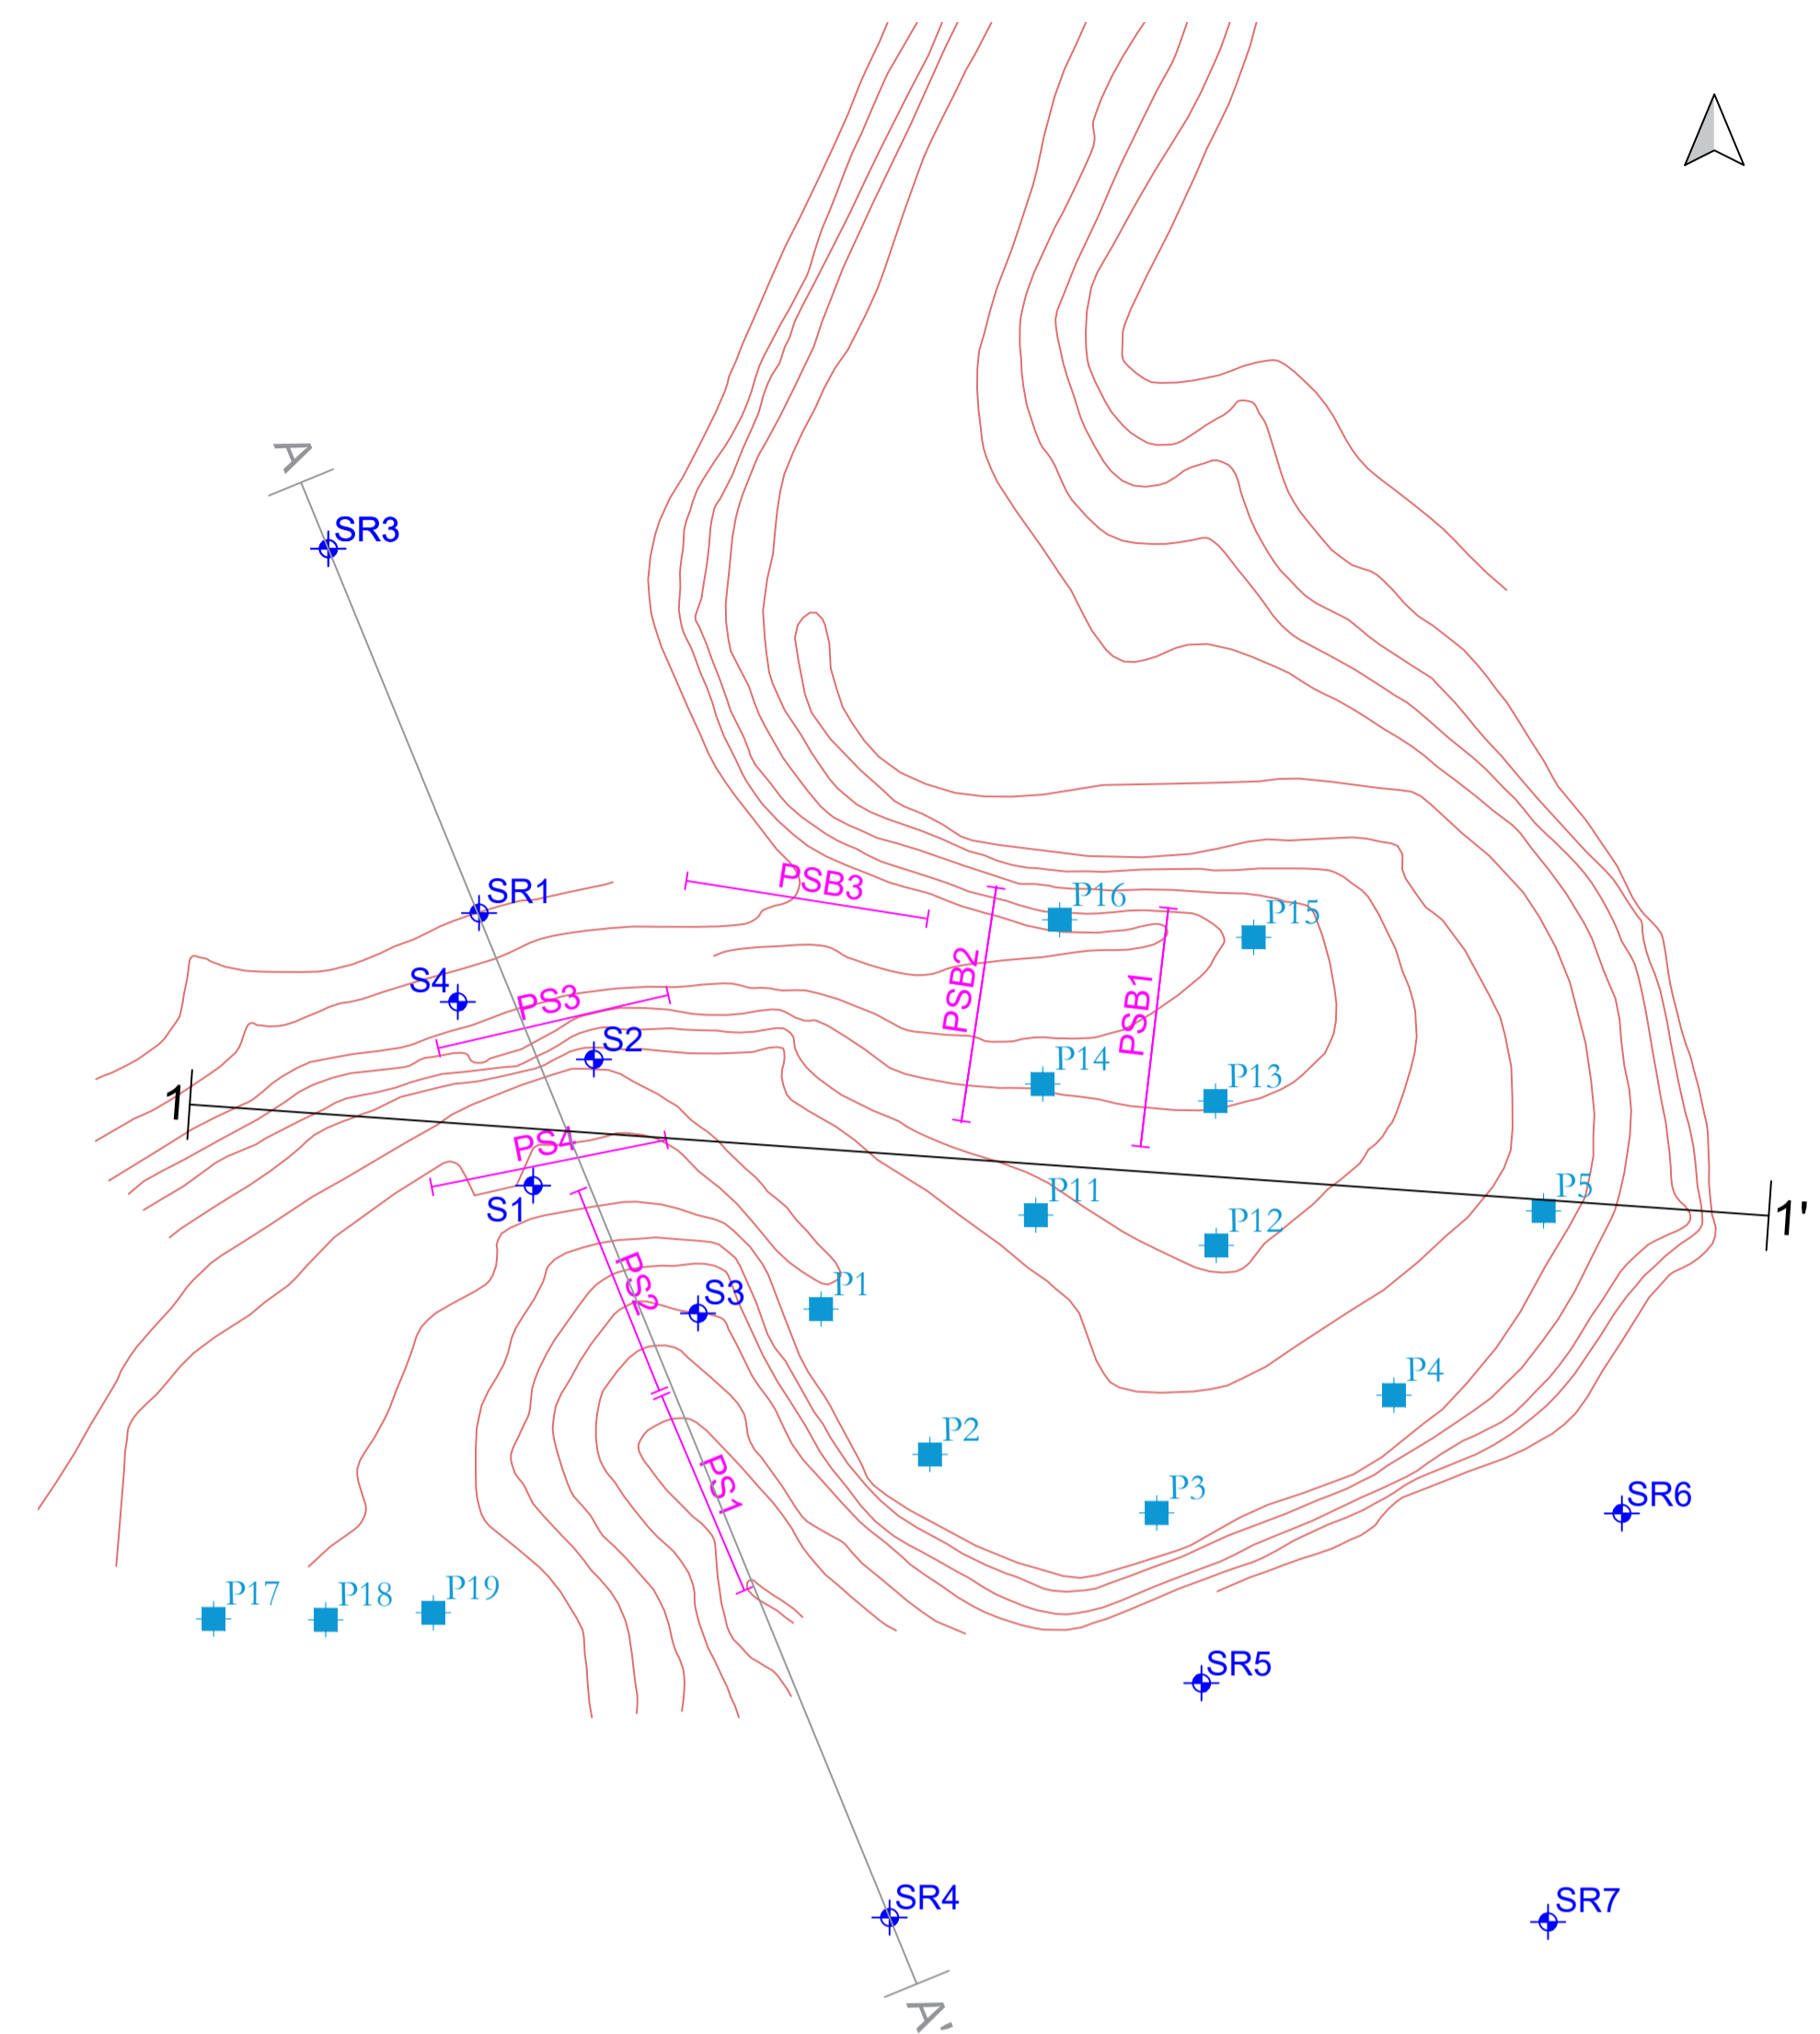 A
SR3
PSB3
SR1
P16
P15
S4
PS3
PSB2
PSB1
S2
P14
P13
1
PS4
S1
P11
P5
1'
P12
PS2
S3
P1
P4
P2
PS1
P3
SR6
P17
P18
P19
SR5
SR4
SR7
A'